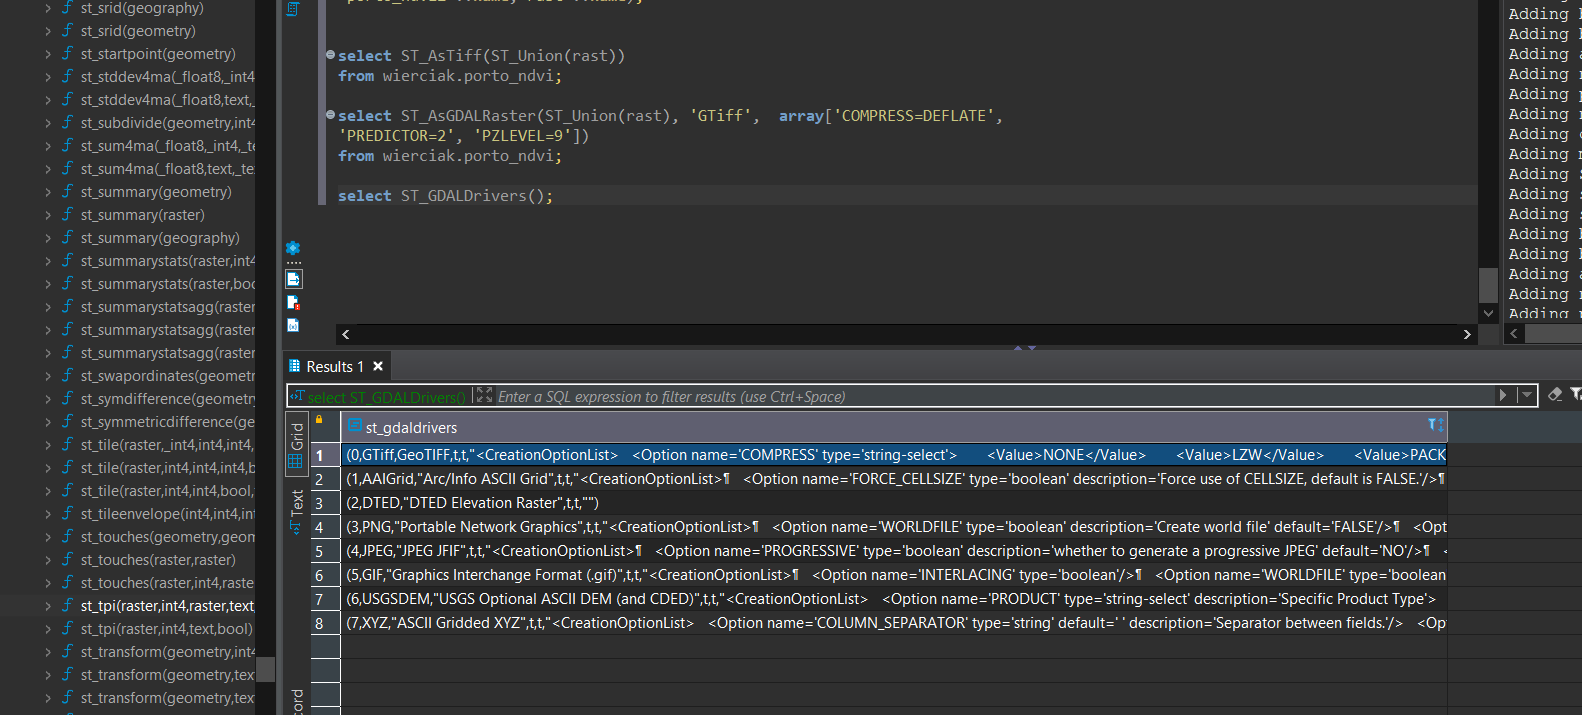 st_srid(geography)
st_srid(geometry)
st_startpoint(geometry)
st_stddev4ma(_float8,_int4
st_stddev4ma(_float8,text,_
st_subdivide(geometry,int4
st_sum4ma(_float8,_int4,_te
st_sum4ma(_float8,text,_tex
st_summary(geometry)
st_summary(raster)
st_summary(geography)
st_summarystats(raster,int4
st_summarystats(raster,boo
st_summarystatsagg(raster
st_summarystatsagg(raster
st_summarystatsagg(raster
st_swapordinates(geometr
st_symdifference(geometry
st_symmetricdifference(ge
st_tile(raster,_int4,int4,int4,
st_tile(raster,int4,int4,int4,b
st_tile(raster,int4,int4,bool,
st_tileenvelope(int4,int4,int
st_touches(geometry,geom
st_touches(raster,raster)
st_touches(raster,int4,raste
st_tpi(raster,int4,raster,text,
st_tpi(raster,int4,text,bool)
st_transform(geometry,int4
st_transform(geometry,tex
st_transform(geometry,tex
select ST_AsTiff(ST_Union(rast))
from wierciak.porto_ndvi;
select ST_AsGDALRaster(ST_Union(rast), 'GTiff',  array['COMPRESS=DEFLATE',
'PREDICTOR=2', 'PZLEVEL=9'])
from wierciak.porto_ndvi;
select ST_GDALDrivers();
Adding
Adding
Adding a
Adding
Adding p
Adding
Adding
Adding
Adding
Adding
Adding
Adding
Adding
Adding a
Adding
Adding
Results 1
select ST_GDALDrivers()
Enter a SQL expression to filter results (use Ctrl+Space)
Grid
Text
ord
st_gdaldrivers
1 (0,GTiff,GeoTIFF,t,t,"<CreationOptionList> <Option name='COMPRESS' type='string-select'> <Value>NONE</Value> <Value>LZW</Value> <Value>PACK
2 (1,AAIGrid,"Arc/Info ASCII Grid",t,t,"<CreationOptionList>¶ <Option name='FORCE_CELLSIZE' type='boolean' description='Force use of CELLSIZE, default is FALSE.'/>¶
3 (2,DTED,"DTED Elevation Raster",t,t,"")
4 (3,PNG,"Portable Network Graphics",t,t,"<CreationOptionList>¶ <Option name='WORLDFILE' type='boolean' description='Create world file' default='FALSE'/>¶ <Opt
5 (4,JPEG,"JPEG JFIF",t,t,"<CreationOptionList>¶ <Option name='PROGRESSIVE' type='boolean' description='whether to generate a progressive JPEG' default='NO'/>¶ <
6 (5,GIF,"Graphics Interchange Format (.gif)",t,t,"<CreationOptionList>¶ <Option name='INTERLACING' type='boolean'/>¶ <Option name='WORLDFILE' type='boolean
7 (6,USGSDEM,"USGS Optional ASCII DEM (and CDED)",t,t,"<CreationOptionList> <Option name='PRODUCT' type='string-select' description='Specific Product Type'>
8 (7,XYZ,"ASCII Gridded XYZ",t,t,"<CreationOptionList> <Option name='COLUMN_SEPARATOR' type='string' default=' ' description='Separator between fields.'/> <Op